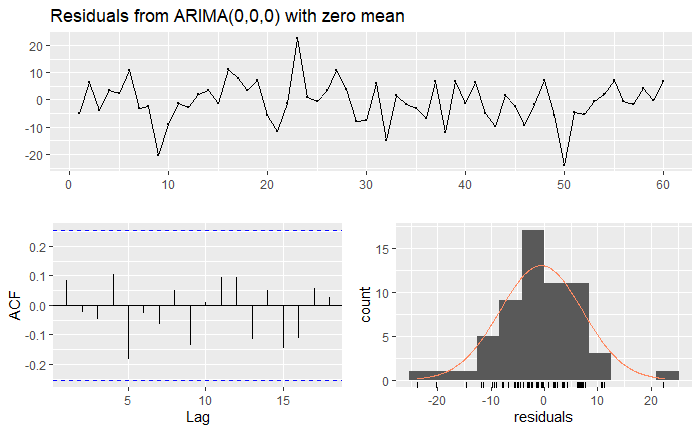 Residuals from ARIMA(0,0,0) with zero mean
20
10
0
-10
-20
0 10 20 30 40 50 60
ACF
0.2
0.1
0.0
-0.1
-0.2
5 10 15
Lag
count
15
10
5
0
-20 -10 0 10 20
residuals